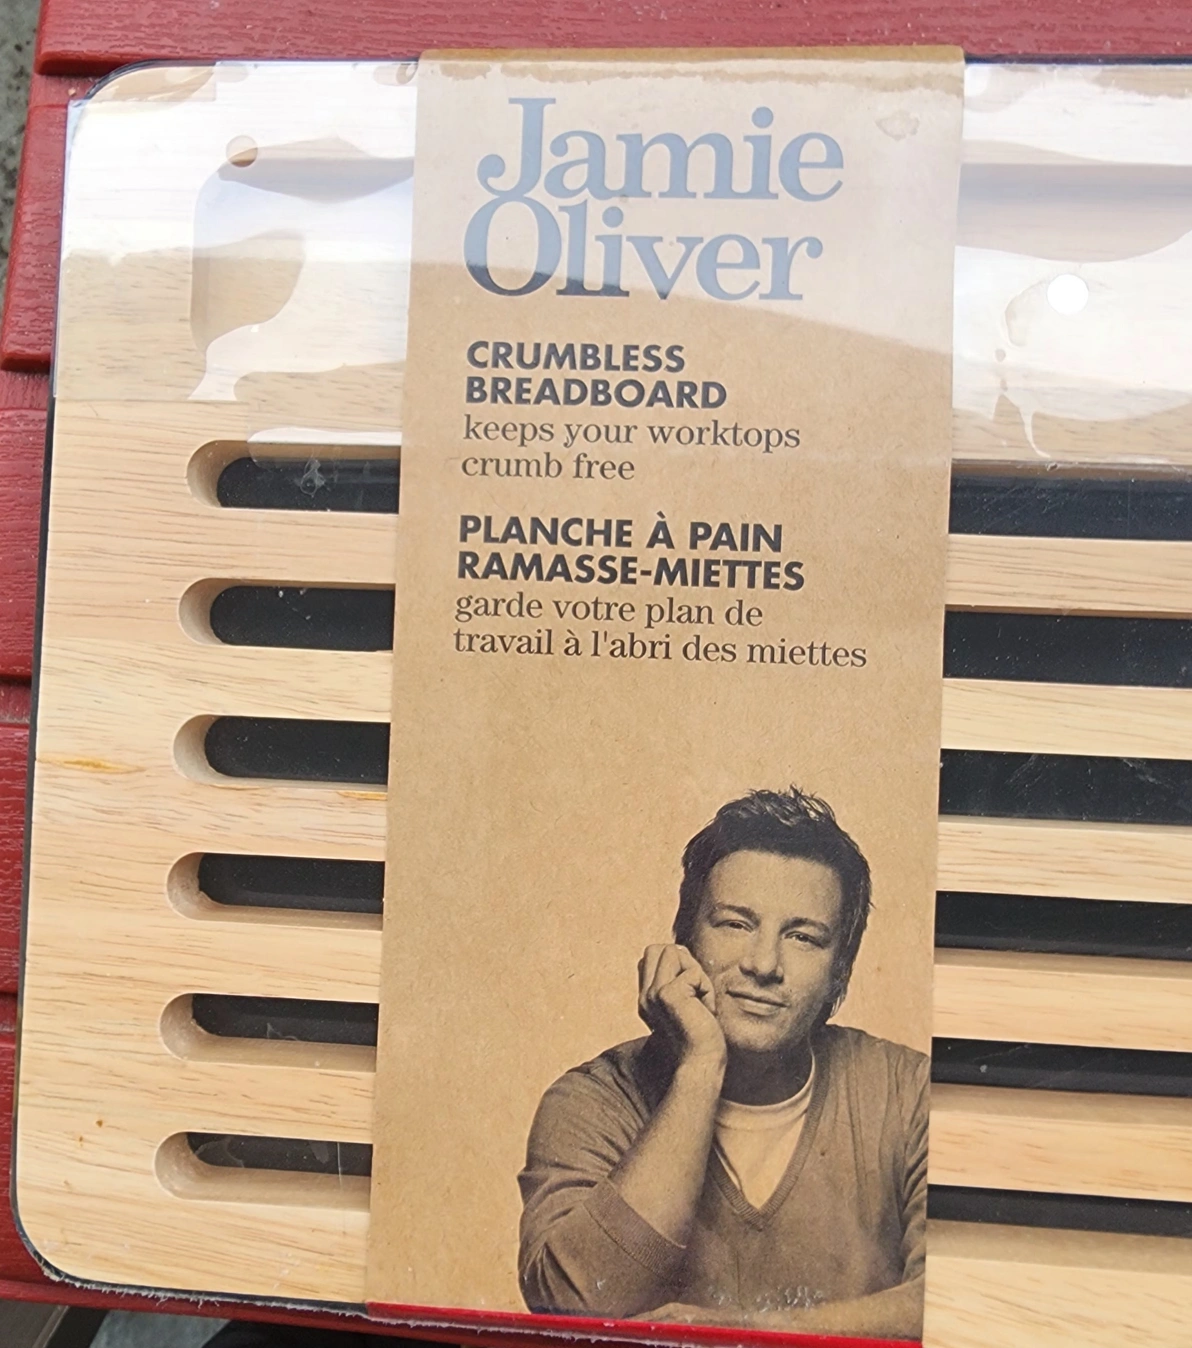 Jamie
Oliver
CRUMBLESS
BREADBOARD
keeps your worktops
crumb free
PLANCHE À PAIN
RAMASSE-MIETTES
garde votre plan de
travail à l'abri des miettes